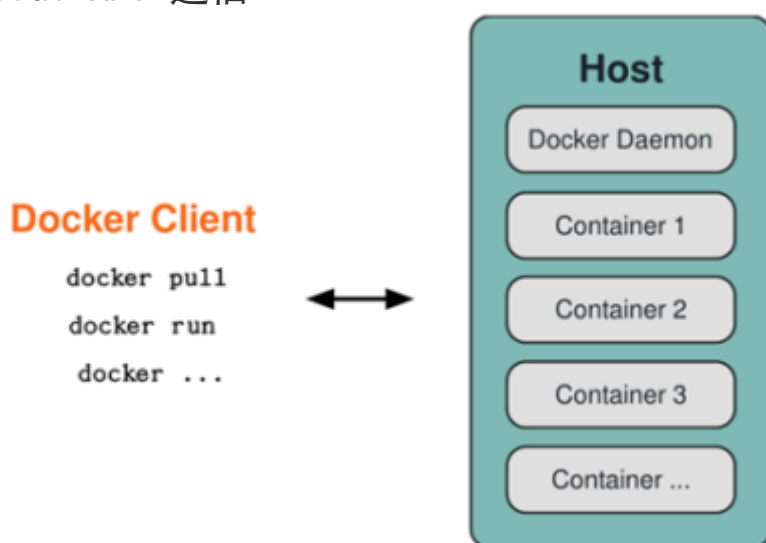 Host
Docker Daemon
Docker Client
Container 1
docker pull
docker run
Container 2
docker ...
Container 3
Container ...